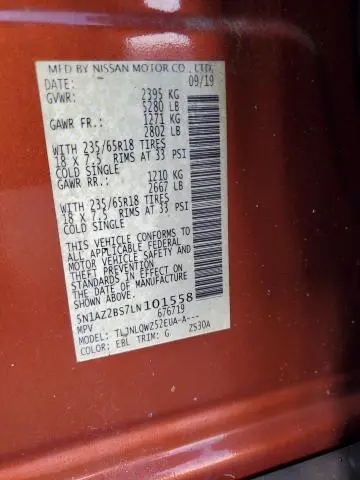 MFD BY NISSAN MOTOR CO., LTD.
DATE: 09/19
GVWR: 2395 KG
5280 LB
GAWR FR.: 1271 KG
2802 LB
WITH 235/65R18 TIRES
18 X 7.5 RIMS AT 33 PSI
COLD SINGLE
GAWR RR.: 1210 KG
2667 LB
WITH 235/65R18 TIRES
18 X 7.5 RIMS AT 33 PSI
COLD SINGLE
THIS VEHICLE CONFORMS TO
ALL APPLICABLE FEDERAL
MOTOR VEHICLE SAFETY AND
THEFT PREVENTION
STANDARDS IN EFFECT ON
THE DATE OF MANUFACTURE
SHOWN ABOVE.
5N1AZ2BS7LN101558
MPV 676719
MODEL: TLJNLQWZ52EUA-A---
COLOR: EBL TRIM: G ZS30A